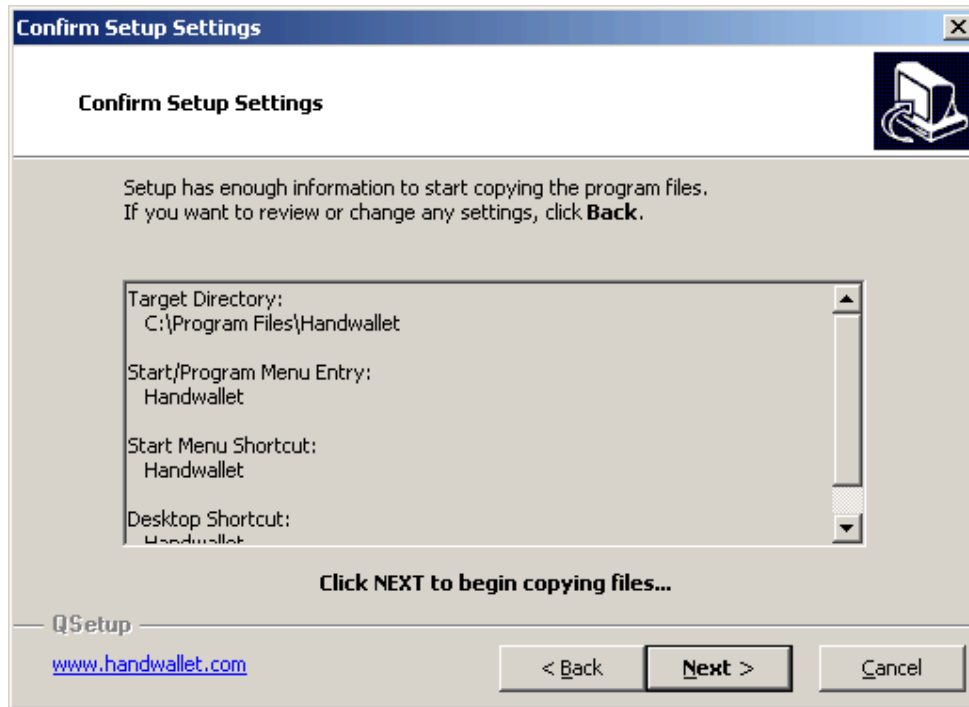 Confirm Setup Settings
Confirm Setup Settings
Setup has enough information to start copying the program files.
If you want to review or change any settings, click Back.
Target Directory:
C:\Program Files\Handwallet
Start/Program Menu Entry:
Handwallet
Start Menu Shortcut:
Handwallet
Desktop Shortcut:
Handwallet
Click NEXT to begin copying files...
QSetup
www.handwallet.com
< Back
Next >
Cancel